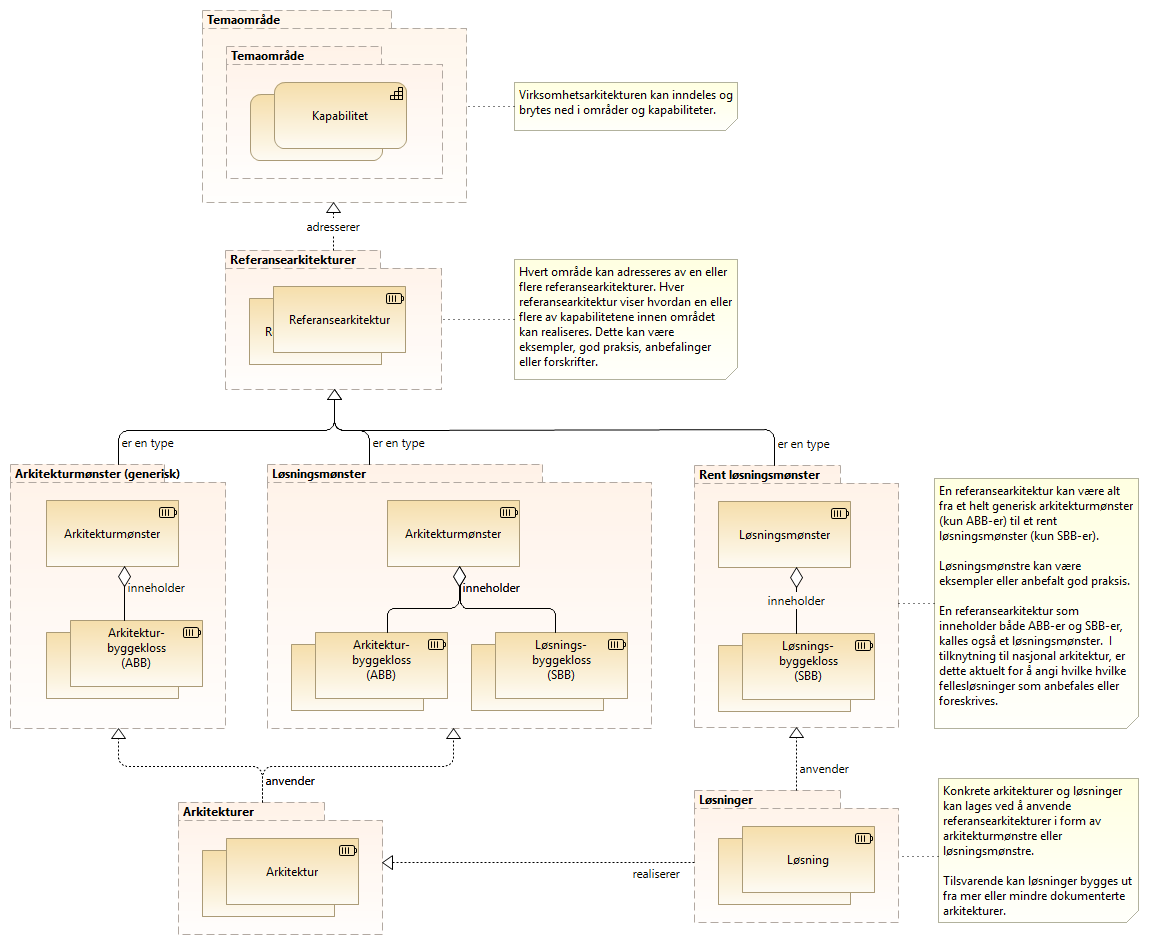 Temaområde
Temaområde
Kapabilitet
Virksomhetsarkitekturen kan inndeles og
brytes ned i områder og kapabiliteter.
adresserer
Referansearkitekturer
R
Referansearkitektur
Hvert område kan adresseres av en eller
flere referansearkitekturer. Hver
referansearkitektur viser hvordan en eller
flere av kapabilitetene innen området
kan realiseres. Dette kan være
eksempler, god praksis, anbefalinger
eller forskrifter.
er en type
er en type
er en type
Arkitekturmønster (generisk)
Arkitekturmønster
inneholder
Arkitektur-
byggekloss
(ABB)
Løsningsmønster
Arkitekturmønster
inneholder
Arkitektur-
byggekloss
(ABB)
Løsnings-
byggekloss
(SBB)
Rent løsningsmønster
Løsningsmønster
inneholder
Løsnings-
byggekloss
(SBB)
En referansearkitektur kan være alt
fra et helt generisk arkitekturmønster
(kun ABB-er) til et rent
løsningsmønster (kun SBB-er).
Løsningsmønstre kan være
eksempler eller anbefalt god praksis.
En referansearkitektur som
inneholder både ABB-er og SBB-er,
kalles også et løsningmønster. I
tilknytning til nasjonal arkitektur, er
dette aktuelt for å angi hvilke hvilke
fellesløsninger som anbefales eller
foreskrives.
anvender
anvender
Arkitekturer
Arkitektur
realiserer
Løsninger
Løsning
Konkrete arkitekturer og løsninger
kan lages ved å anvende
referansearkitekturer i form av
arkitekturmønstre eller
løsningsmønstre.
Tilsvarende kan løsninger bygges ut
fra mer eller mindre dokumenterte
arkitekturer.